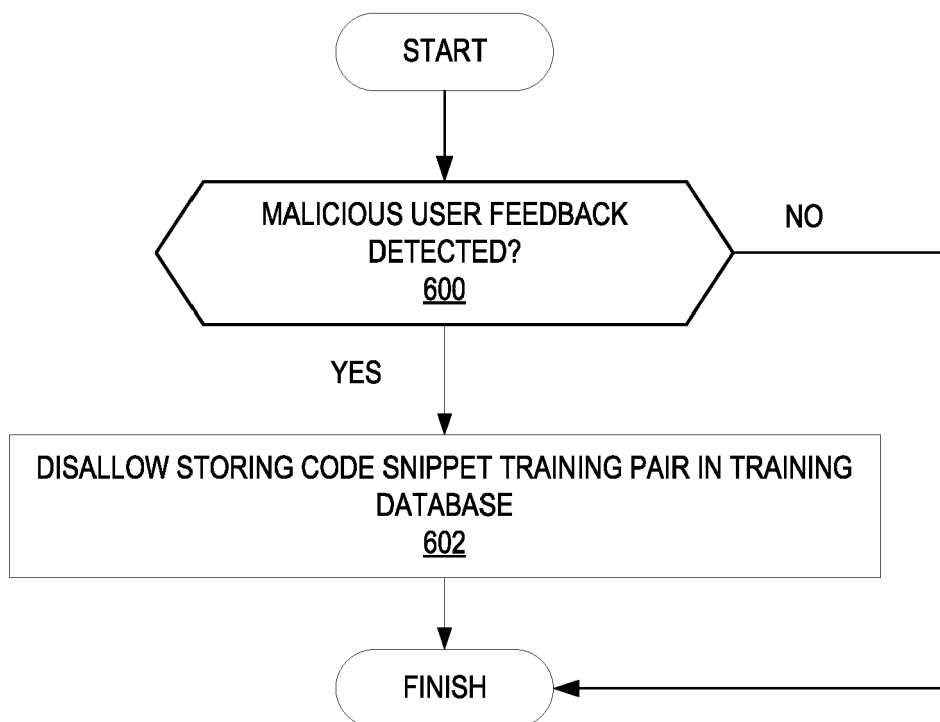 START
MALICIOUS USER FEEDBACK
DETECTED?
600
NO
YES
DISALLOW STORING CODE SNIPPET TRAINING PAIR IN TRAINING
DATABASE
602
FINISH